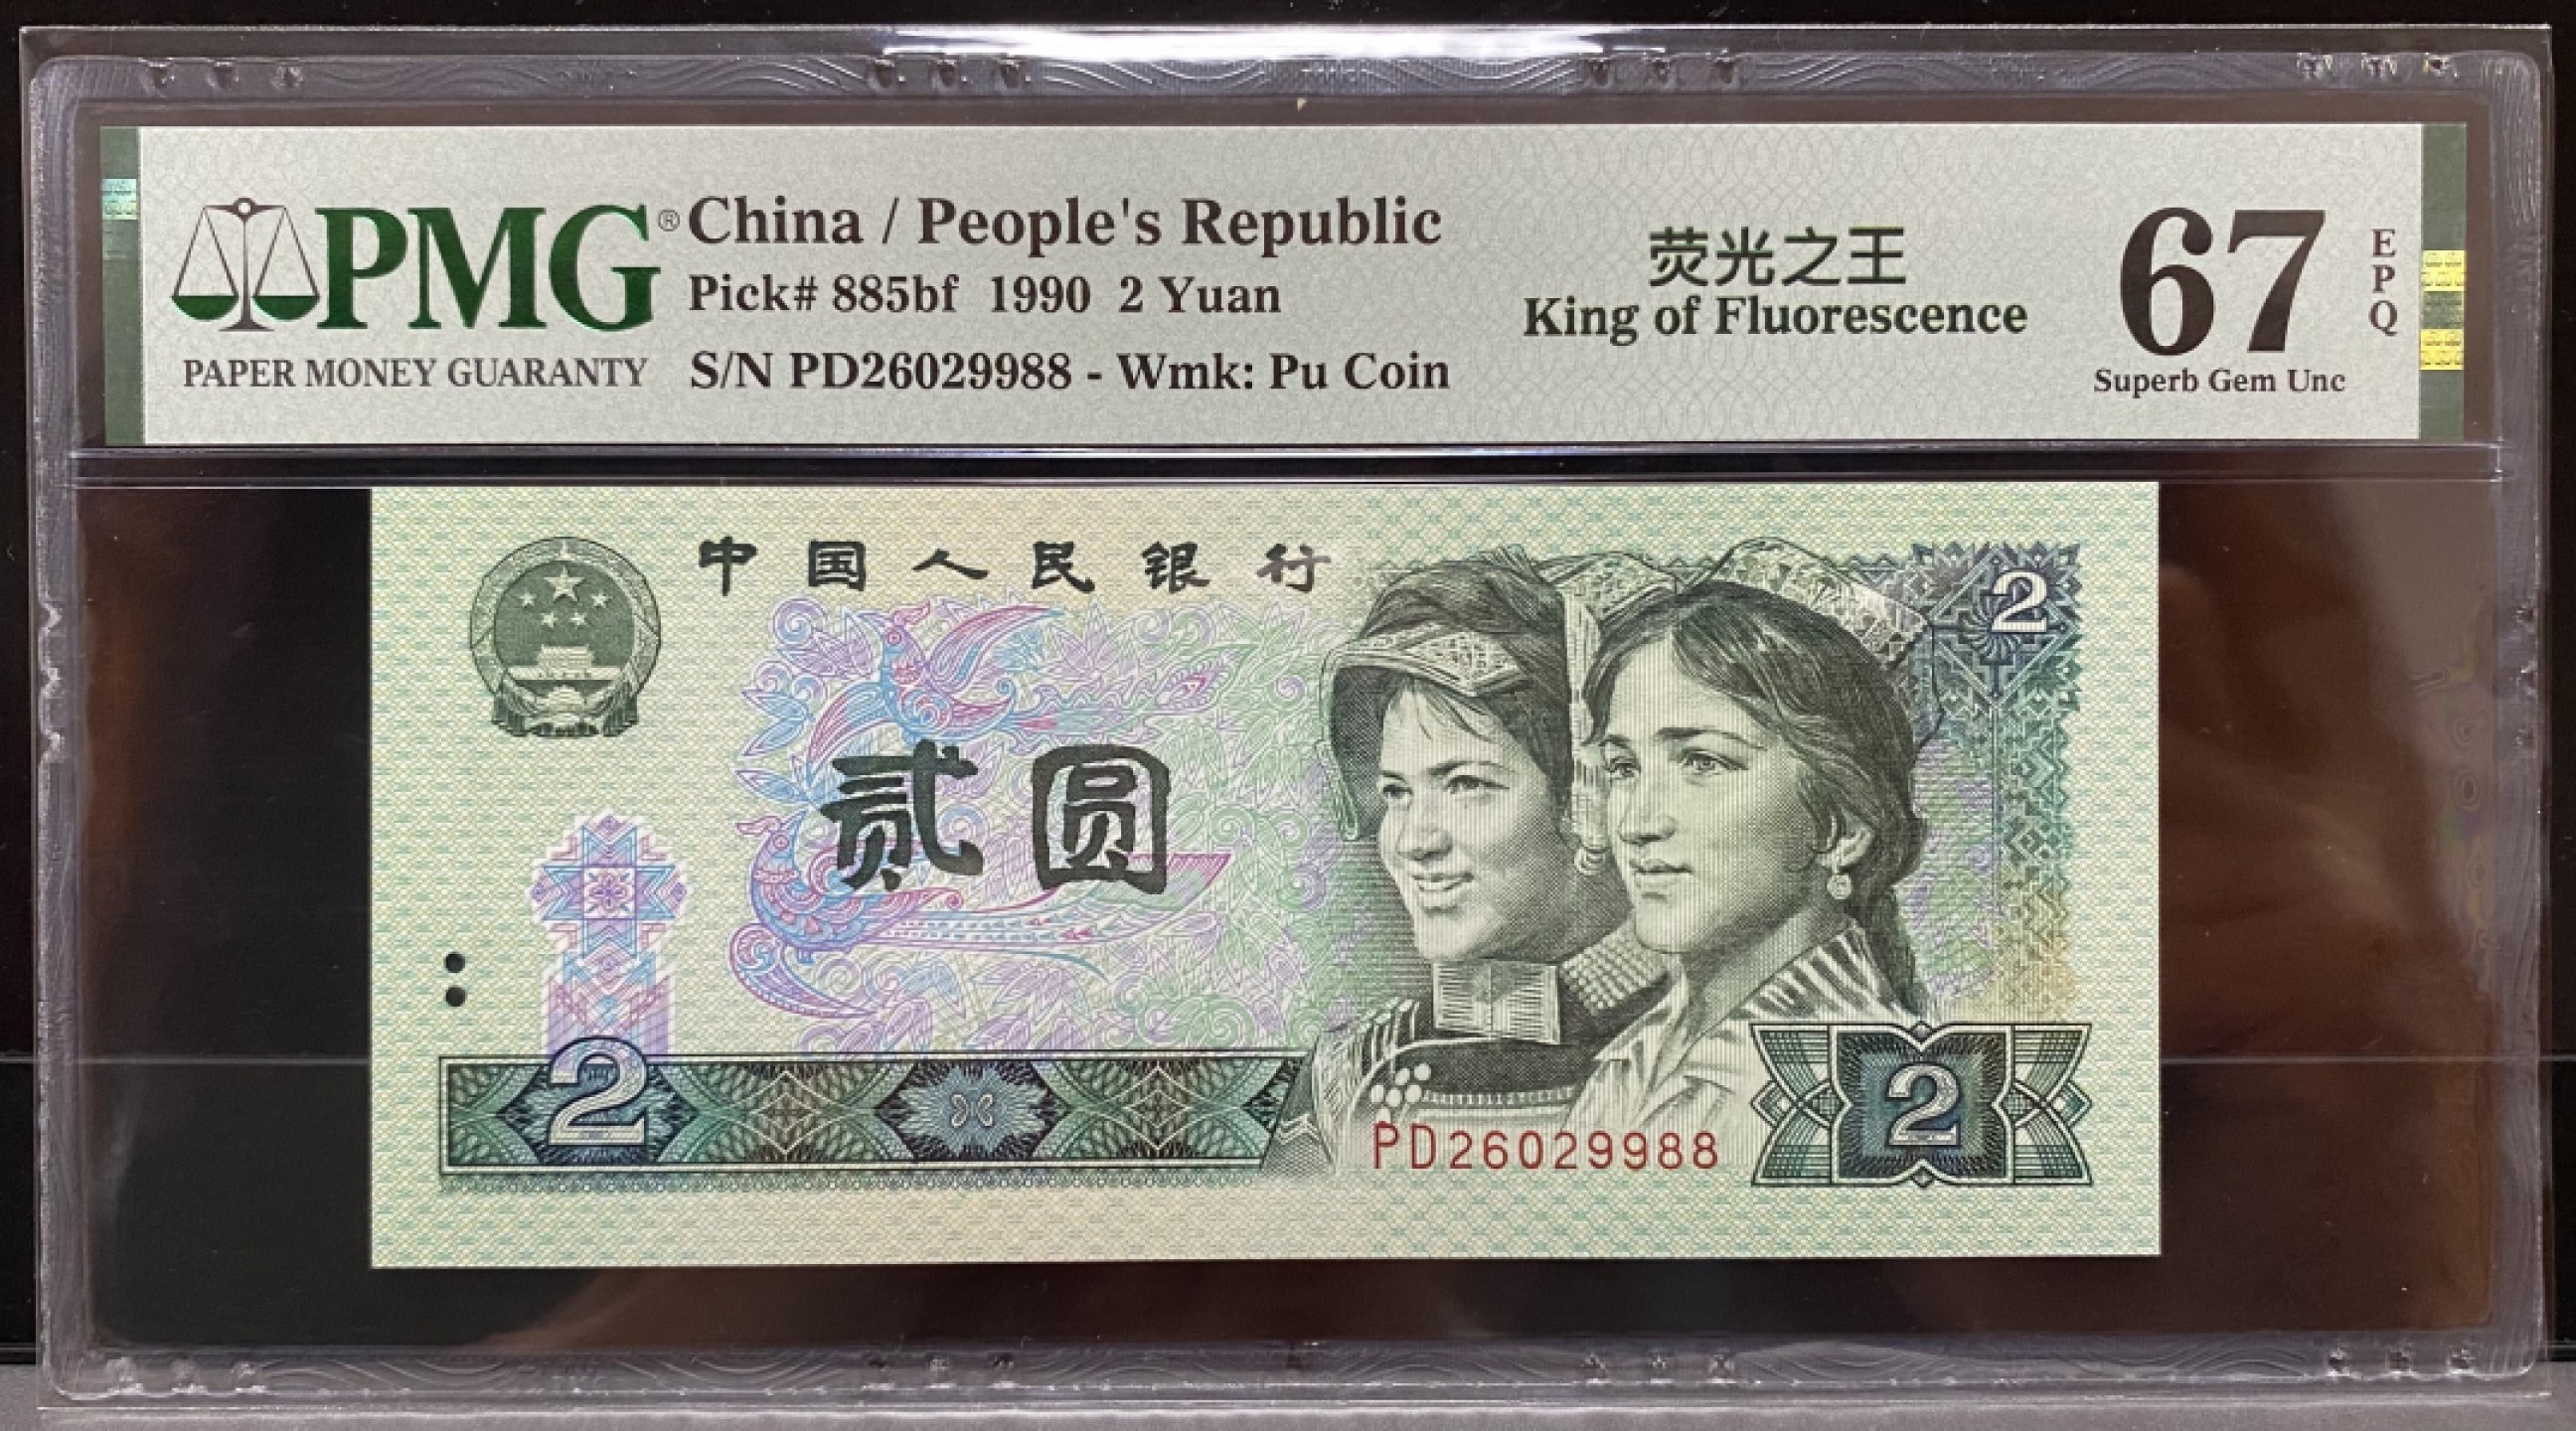 PMG®
PAPER MONEY GUARANTY
China / People's Republic
Pick# 885bf 1990 2 Yuan
S/N PD26029988 - Wmk: Pu Coin
荧光之王
King of Fluorescence
67
EPQ
Superb Gem Unc
中国人民银行
2
贰圆
2
PD26029988
2